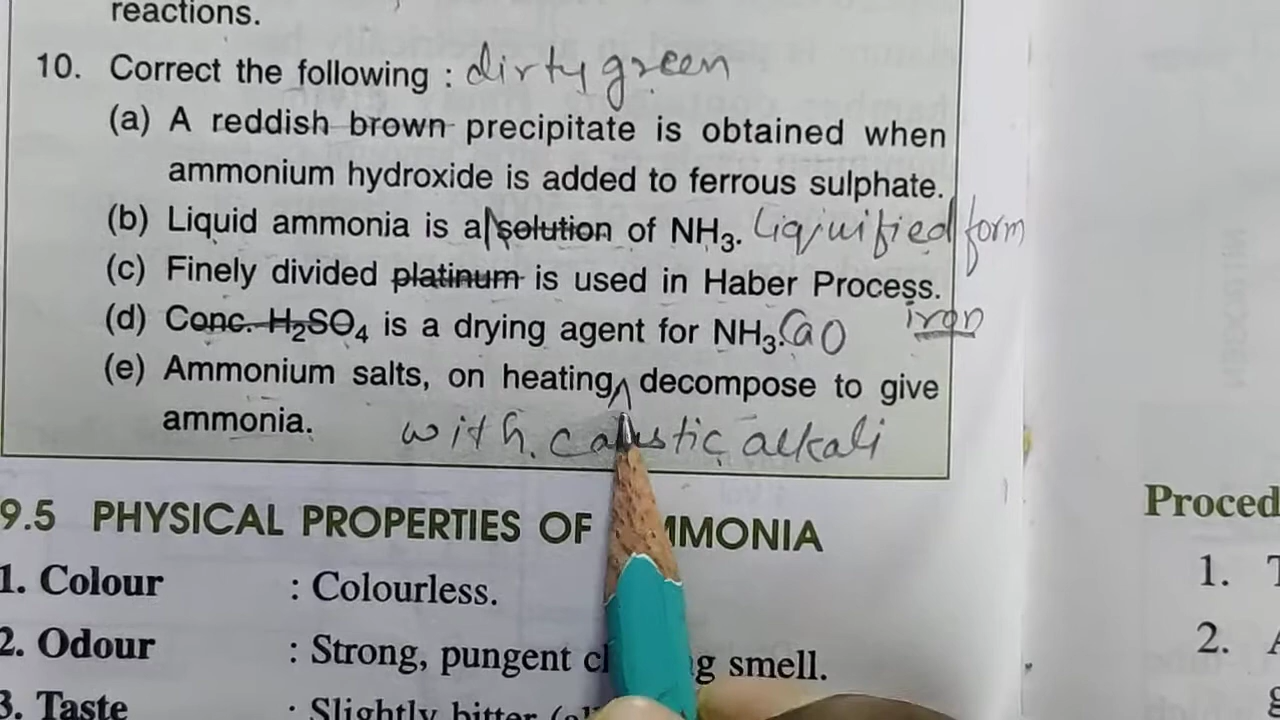 reactions.
10. Correct the following : dirty green
(a) A reddish brown precipitate is obtained when
ammonium hydroxide is added to ferrous sulphate.
(b) Liquid ammonia is a solution of NH₃. Liquified form
(c) Finely divided platinum is used in Haber Process.
iron
(d) Conc. H₂SO₄ is a drying agent for NH₃. CaO
(e) Ammonium salts, on heating, decompose to give
ammonia. with caustic alkali
9.5 PHYSICAL PROPERTIES OF
1. Colour : Colourless.
2. Odour : Strong, pungent smell.
3. Taste : Slightly bitter
Proced
1.
2.